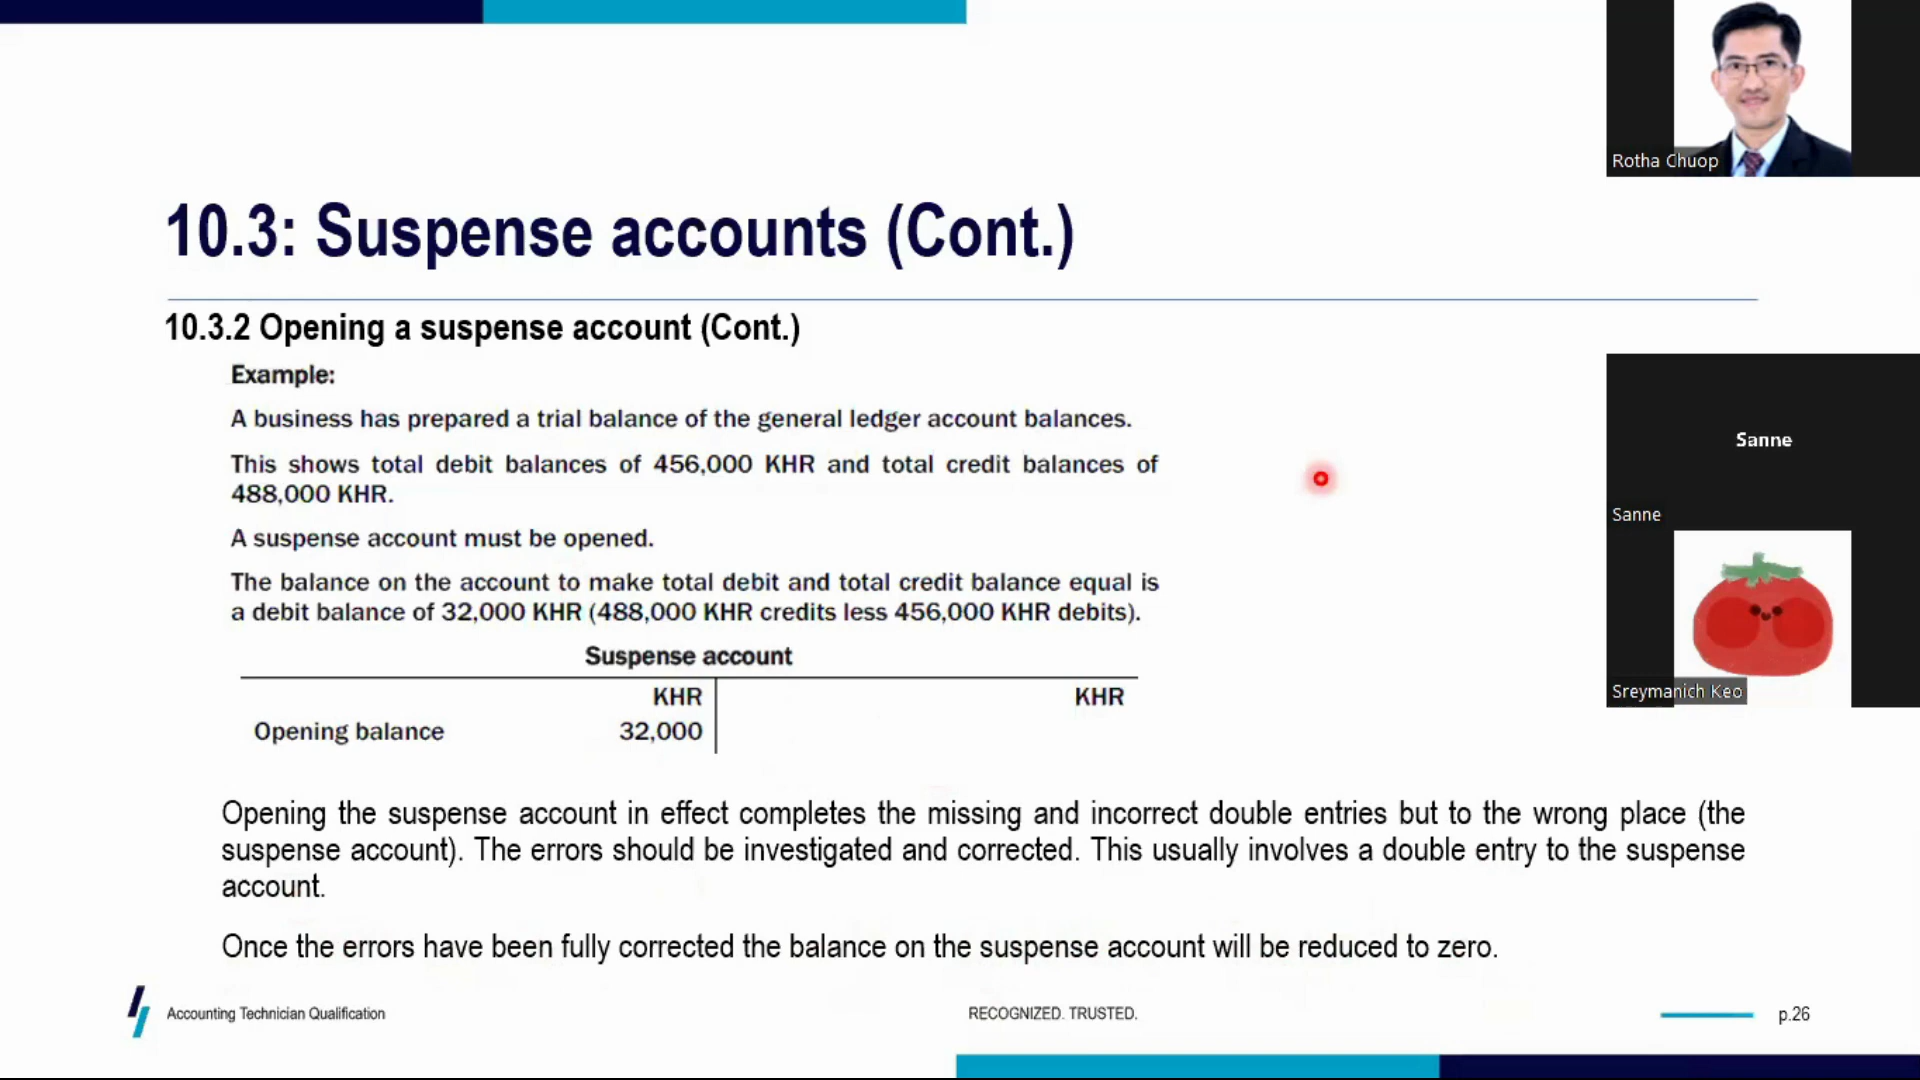 Rotha Chuop
10.3: Suspense accounts (Cont.)
10.3.2 Opening a suspense account (Cont.)
Example:
A business has prepared a trial balance of the general ledger account balances.
This shows total debit balances of 456,000 KHR and total credit balances of
488,000 KHR.
A suspense account must be opened.
The balance on the account to make total debit and total credit balance equal is
a debit balance of 32,000 KHR (488,000 KHR credits less 456,000 KHR debits).
Suspense account
KHR KHR
Opening balance 32,000
Opening the suspense account in effect completes the missing and incorrect double entries but to the wrong place (the
suspense account). The errors should be investigated and corrected. This usually involves a double entry to the suspense
account.
Once the errors have been fully corrected the balance on the suspense account will be reduced to zero.
Sanne
Sanne
Sreymanich Keo
Accounting Technician Qualification
RECOGNIZED. TRUSTED.
p.26